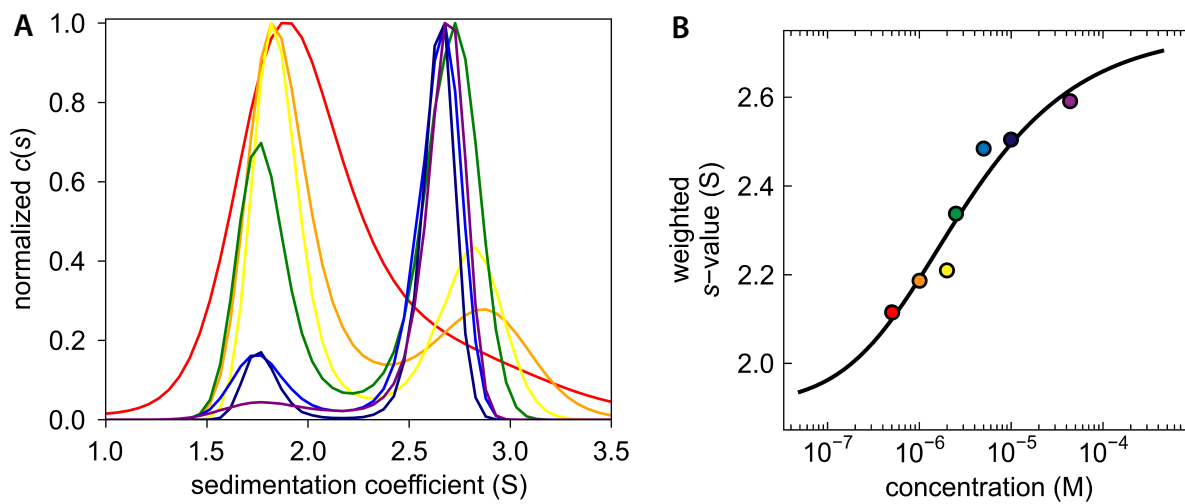 A
normalized c(s)
1.0
0.8
0.6
0.4
0.2
0.0
1.0 1.5 2.0 2.5 3.0 3.5
sedimentation coefficient (S)
B
weighted
s−value (S)
2.6
2.4
2.2
2.0
10⁻⁷ 10⁻⁶ 10⁻⁵ 10⁻⁴
concentration (M)